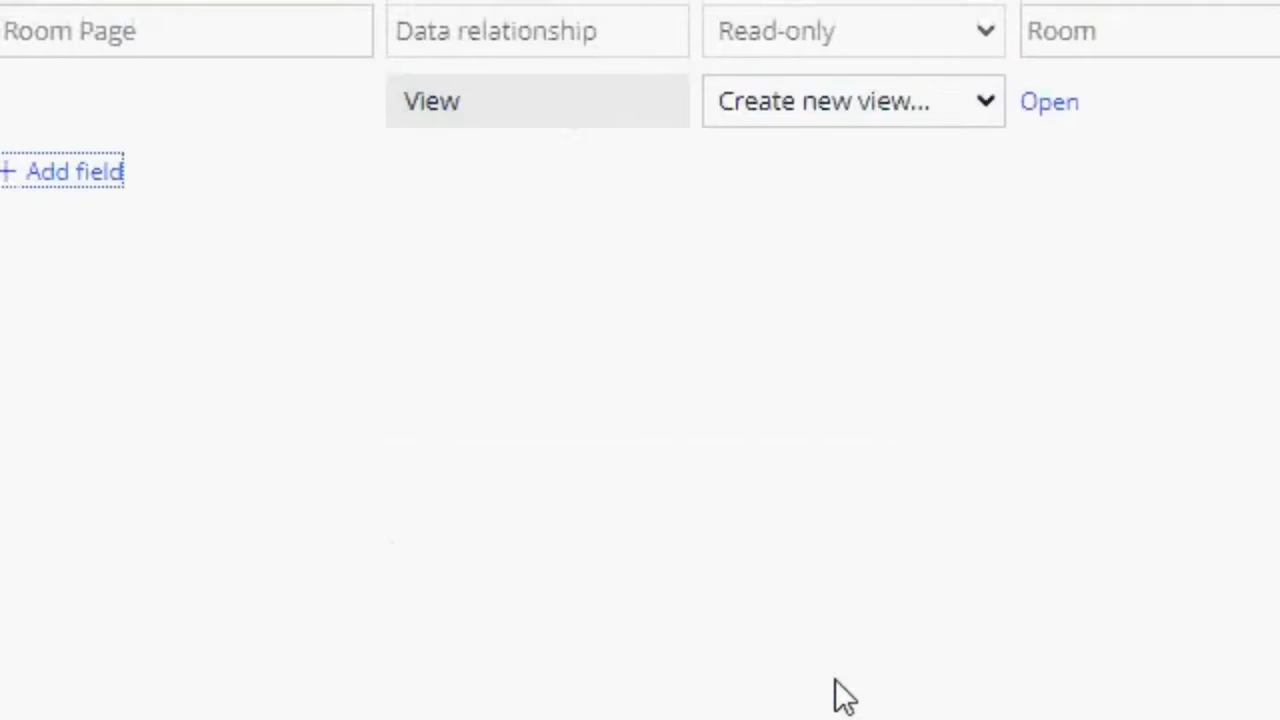 Room Page Data relationship Read-only Room
View Create new view... Open
+ Add field